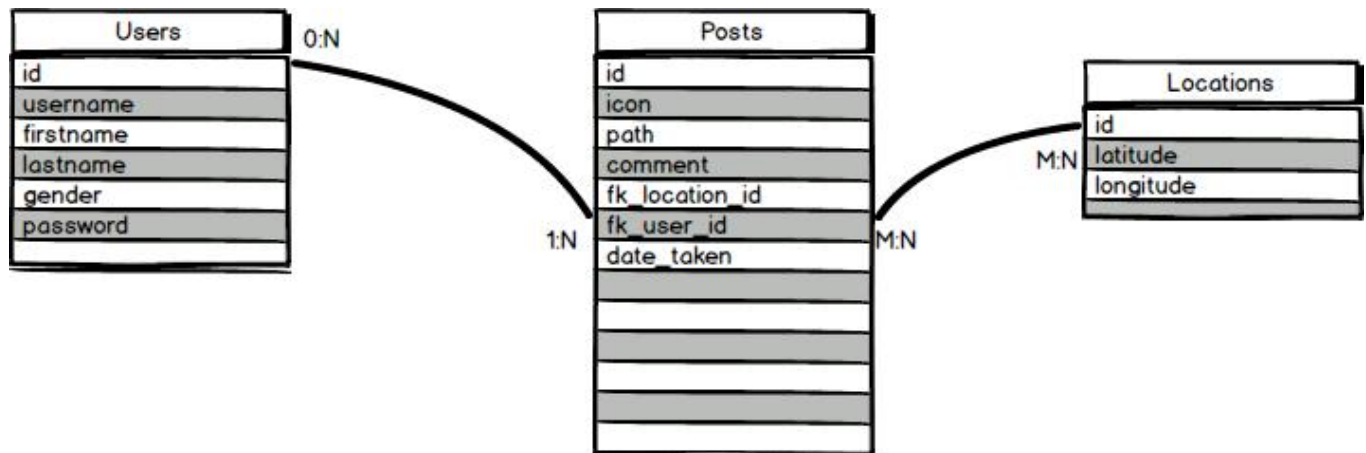 Users
0:N
id
username
firstname
lastname
gender
password
1:N
Posts
id
icon
path
comment
fk_location_id
fk_user_id
date_taken
M:N
Locations
id
latitude
longitude
M:N